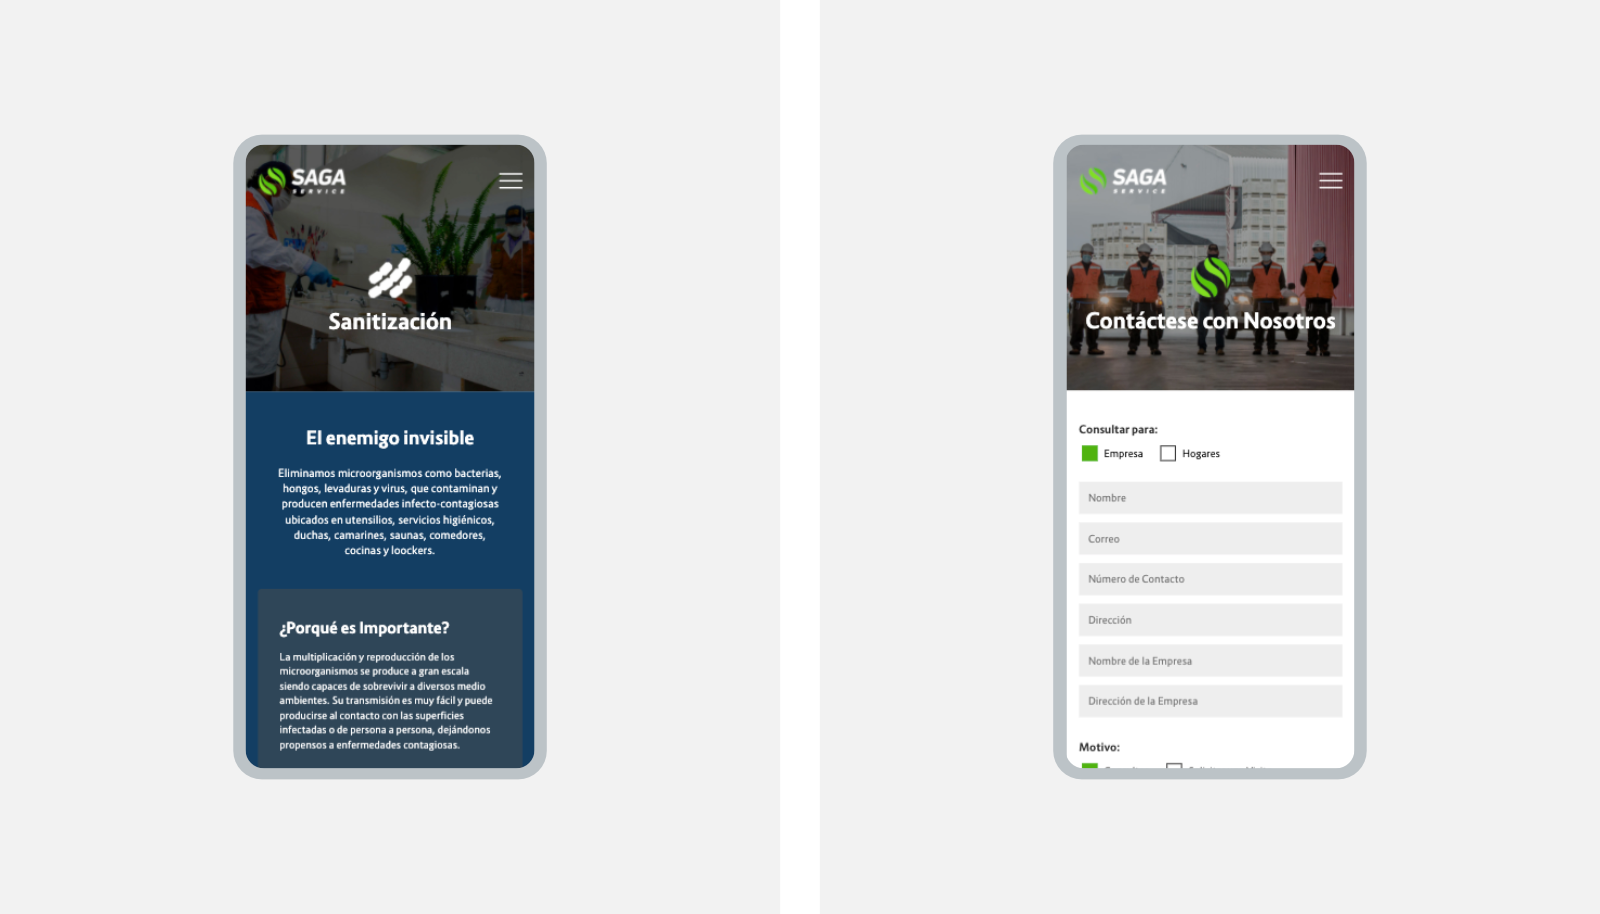 SAGA
SERVICE
Sanitización
El enemigo invisible
Eliminamos microorganismos como bacterias,
hongos, levaduras y virus, que contaminan y
producen enfermedades infecto-contagiosas
ubicados en utensilios, servicios higiénicos,
duchas, camarines, saunas, comedores,
cocinas y loockers.
¿Porqué es Importante?
La multiplicación y reproducción de los
microorganismos se produce a gran escala
siendo capaces de sobrevivir a diversos medio
ambientes. Su transmisión es muy fácil y puede
producirse al contacto con las superficies
infectadas o de persona a persona, dejándonos
propensos a enfermedades contagiosas.
SAGA
SERVICE
Contáctese con Nosotros
Consultar para:
Empresa Hogares
Nombre
Correo
Número de Contacto
Dirección
Nombre de la Empresa
Dirección de la Empresa
Motivo: